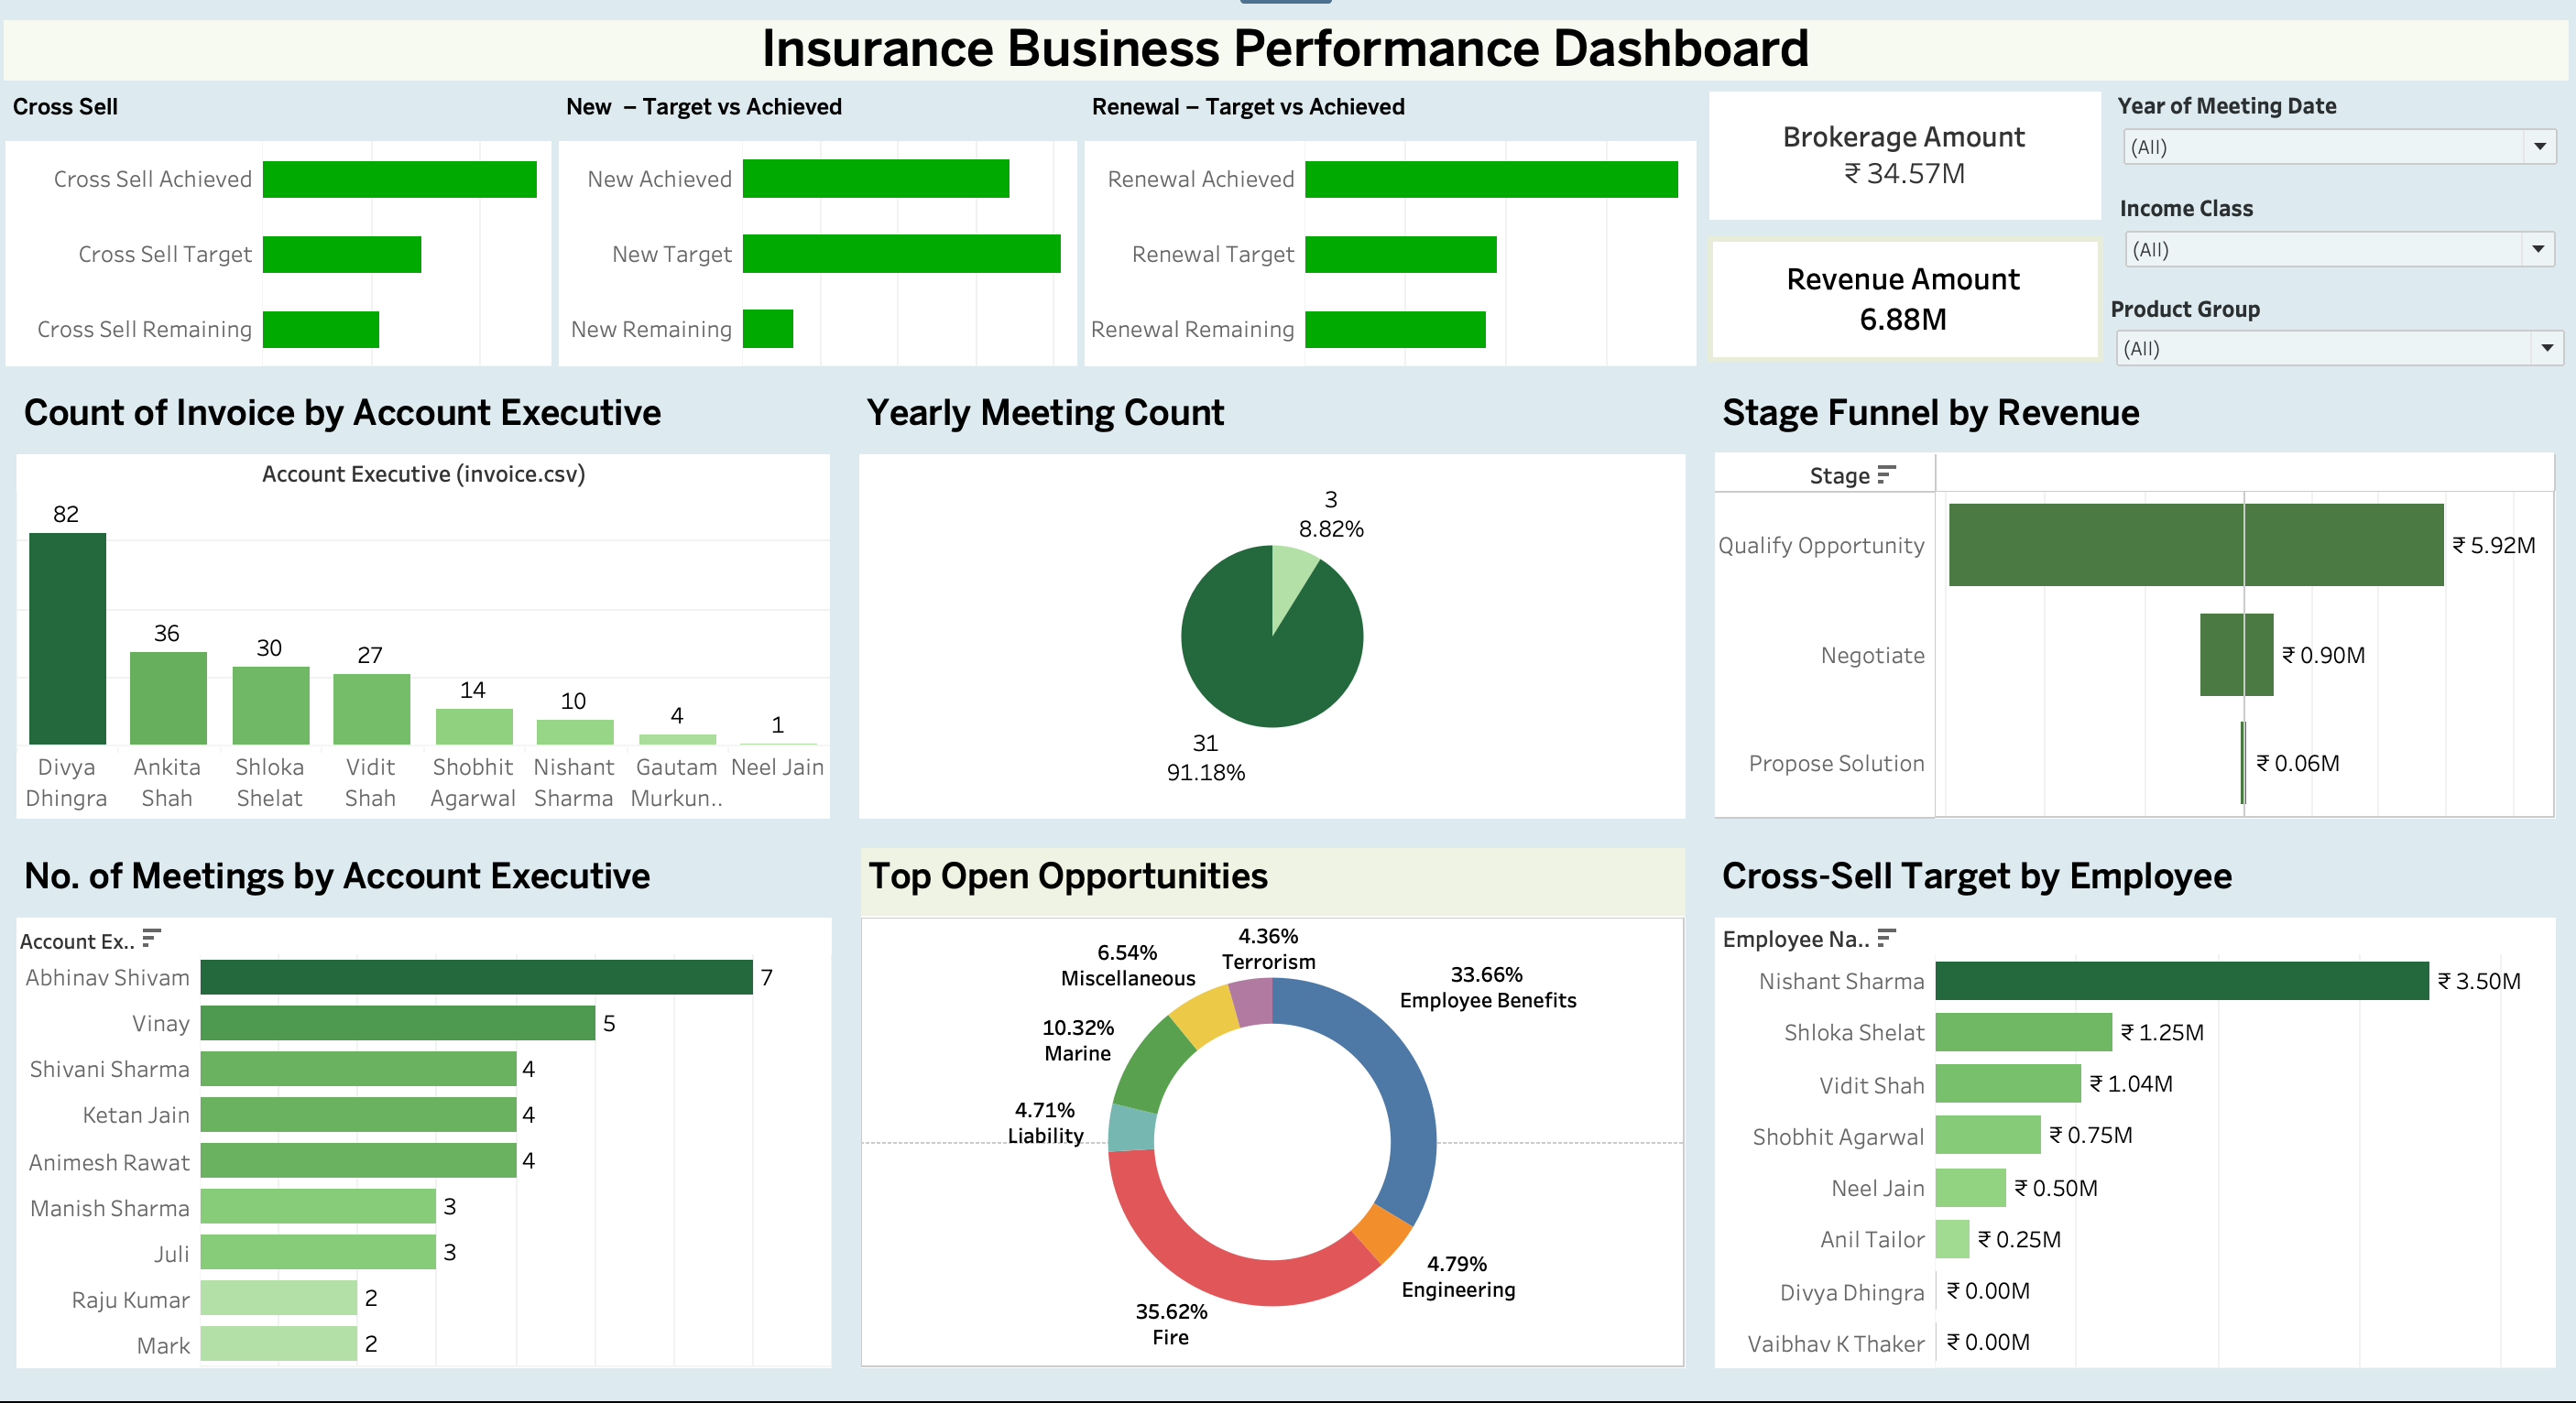 Insurance Business Performance Dashboard
Cross Sell
Cross Sell Achieved
Cross Sell Target
Cross Sell Remaining
New – Target vs Achieved
New Achieved
New Target
New Remaining
Renewal – Target vs Achieved
Renewal Achieved
Renewal Target
Renewal Remaining
Brokerage Amount
₹ 34.57M
Revenue Amount
6.88M
Year of Meeting Date
(All)
Income Class
(All)
Product Group
(All)
Count of Invoice by Account Executive
Account Executive (invoice.csv)
82
36
30
27
14
10
4
1
Divya
Dhingra
Ankita
Shah
Shloka
Shelat
Vidit
Shah
Shobhit
Agarwal
Nishant
Sharma
Gautam
Murkun..
Neel Jain
Yearly Meeting Count
3
8.82%
31
91.18%
Stage Funnel by Revenue
Stage
Qualify Opportunity
₹ 5.92M
Negotiate
₹ 0.90M
Propose Solution
₹ 0.06M
No. of Meetings by Account Executive
Account Ex..
Abhinav Shivam 7
Vinay 5
Shivani Sharma 4
Ketan Jain 4
Animesh Rawat 4
Manish Sharma 3
Juli 3
Raju Kumar 2
Mark 2
Top Open Opportunities
4.36%
Terrorism
6.54%
Miscellaneous
33.66%
Employee Benefits
10.32%
Marine
4.71%
Liability
4.79%
Engineering
35.62%
Fire
Cross-Sell Target by Employee
Employee Na..
Nishant Sharma ₹ 3.50M
Shloka Shelat ₹ 1.25M
Vidit Shah ₹ 1.04M
Shobhit Agarwal ₹ 0.75M
Neel Jain ₹ 0.50M
Anil Tailor ₹ 0.25M
Divya Dhingra ₹ 0.00M
Vaibhav K Thaker ₹ 0.00M